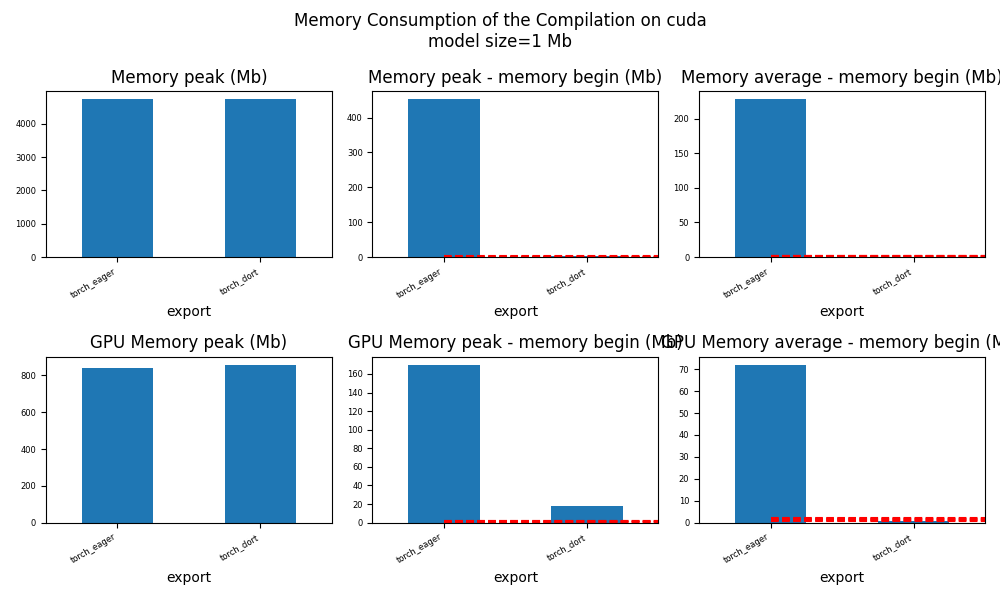 Memory Consumption of the Compilation on cuda
model size=1 Mb
Memory peak (Mb)
4000
3000
2000
1000
0
torch_eager
torch_dort
export
Memory peak - memory begin (Mb)
400
300
200
100
0
torch_eager
torch_dort
export
Memory average - memory begin (Mb)
200
150
100
50
0
torch_eager
torch_dort
export
GPU Memory peak (Mb)
800
600
400
200
0
torch_eager
torch_dort
export
GPU Memory peak - memory begin (Mb)
160
140
120
100
80
60
40
20
0
torch_eager
torch_dort
export
GPU Memory average - memory begin (M
70
60
50
40
30
20
10
0
torch_eager
torch_dort
export